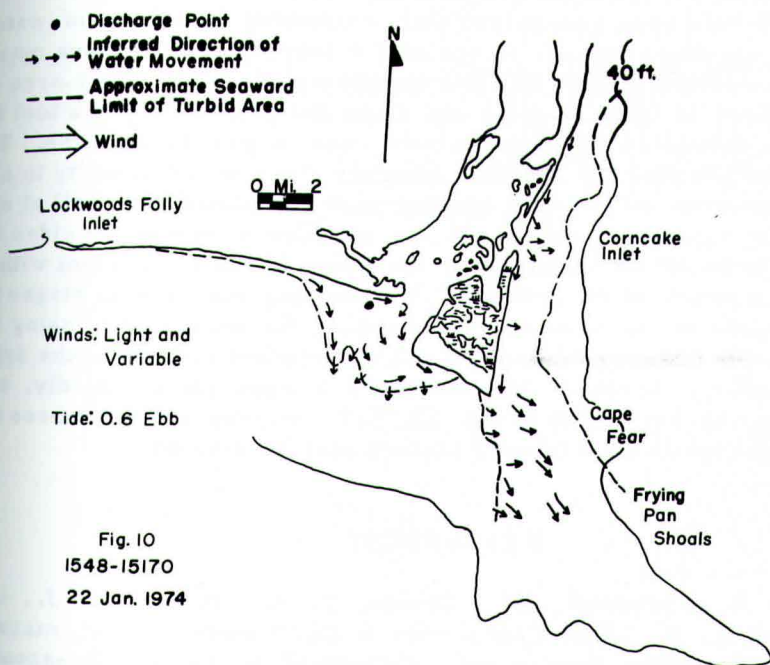 Discharge Point
Inferred Direction of
Water Movement
Approximate Seaward
Limit of Turbid Area
Wind
N
40 ft.
0 Mi. 2
Lockwoods Folly
Inlet
Corncake
Inlet
Winds: Light and
Variable
Tide: 0.6 Ebb
Cape
Fear
Frying
Pan
Shoals
Fig. 10
1548-15170
22 Jan. 1974